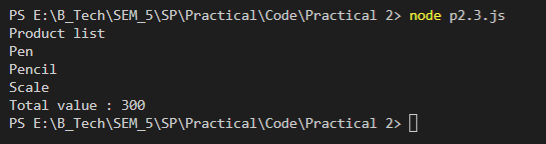 PS E:\B_Tech\SEM_5\SP\Practical\Code\Practical 2> node p2.3.js
Product list
Pen
Pencil
Scale
Total value : 300
PS E:\B_Tech\SEM_5\SP\Practical\Code\Practical 2>